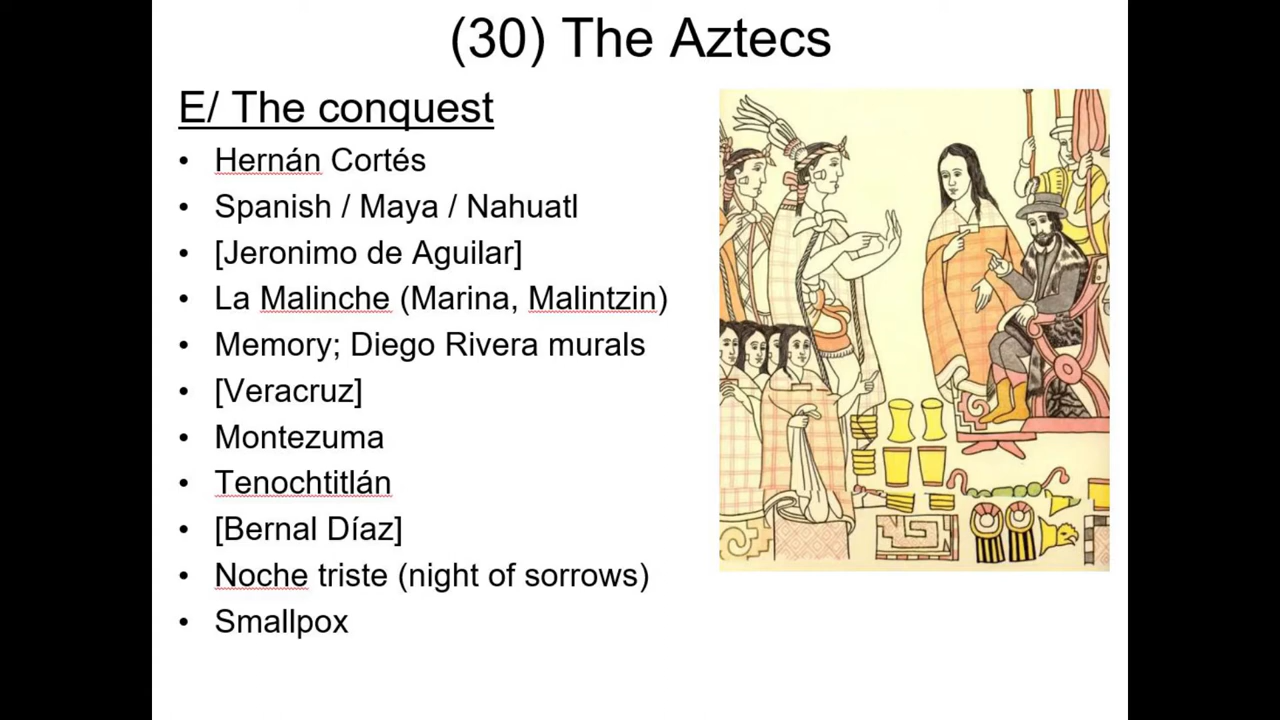 (30) The Aztecs
E/ The conquest
• Hernán Cortés
• Spanish / Maya / Nahuatl
• [Jeronimo de Aguilar]
• La Malinche (Marina, Malintzin)
• Memory; Diego Rivera murals
• [Veracruz]
• Montezuma
• Tenochtitlán
• [Bernal Díaz]
• Noche triste (night of sorrows)
• Smallpox